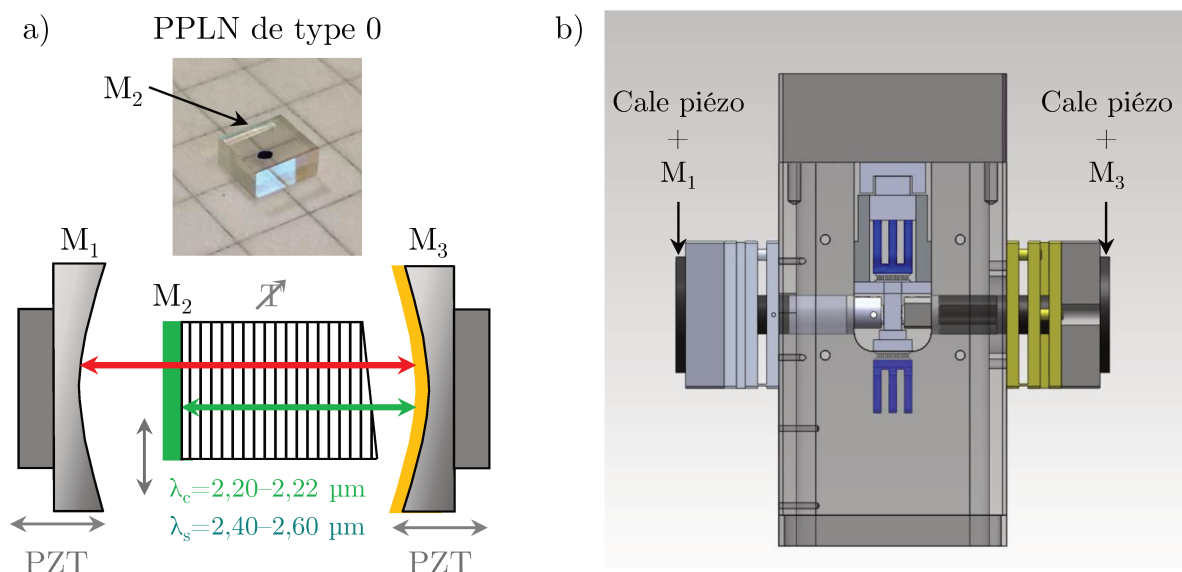 a)
PPLN de type 0
M2
M1
M3
M2
T
λc=2,20–2,22 µm
λs=2,40–2,60 µm
PZT
PZT
b)
Cale piézo
+
M1
Cale piézo
+
M3